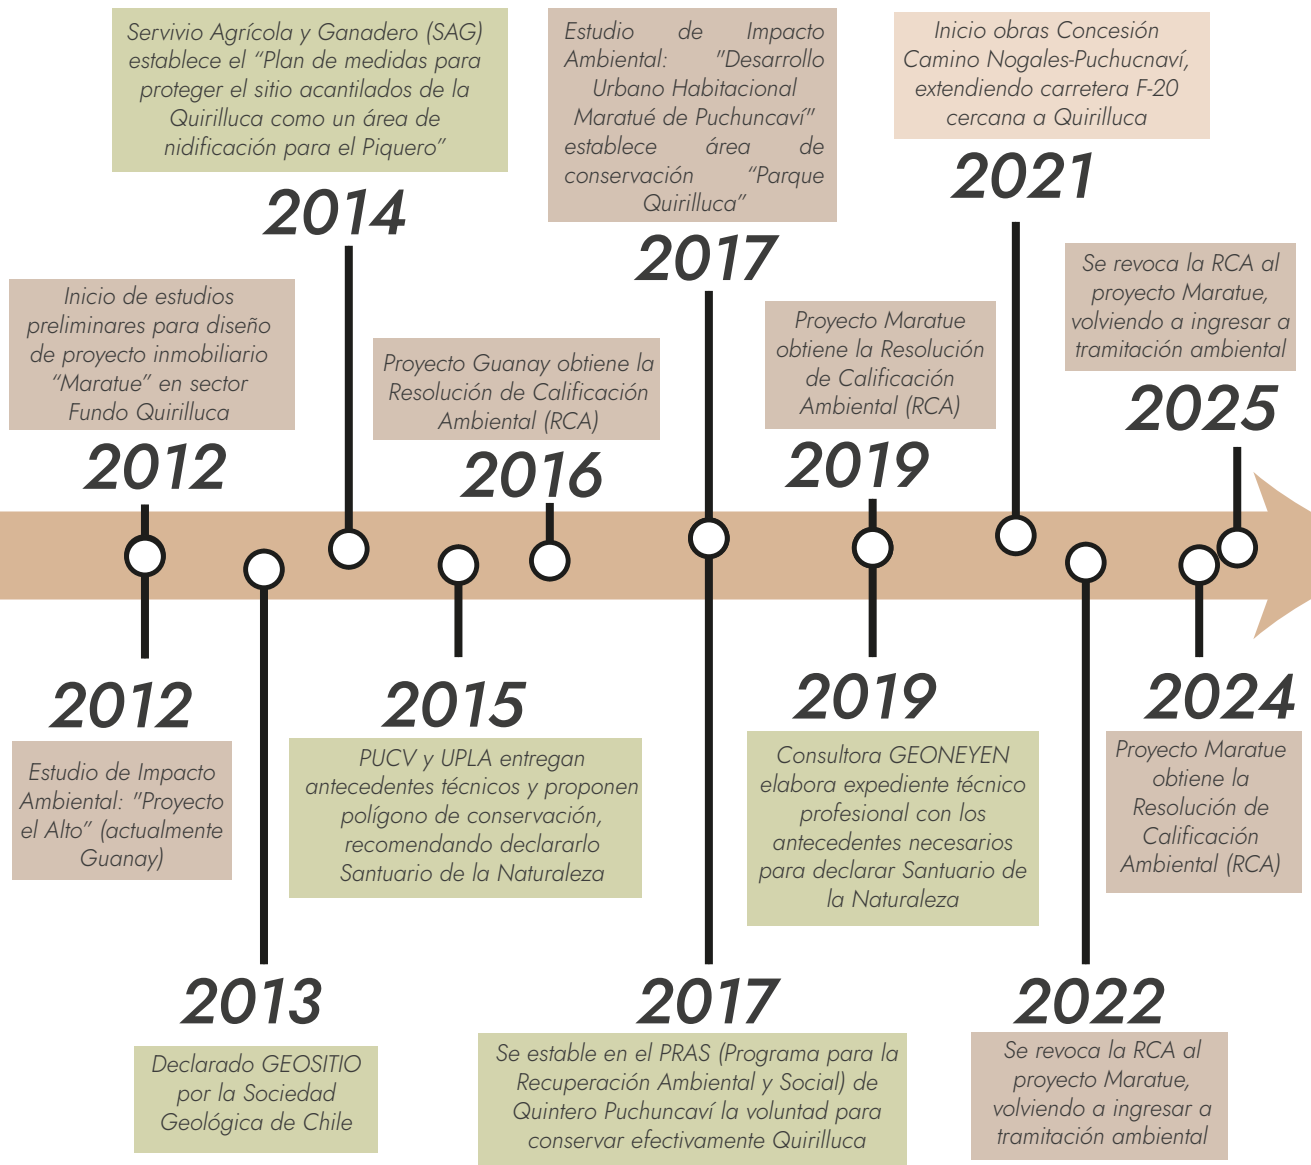 Servivio Agrícola y Ganadero (SAG)
establece el “Plan de medidas para
proteger el sitio acantilados de la
Quirilluca como un área de
nidificación para el Piquero”
2014
Estudio de Impacto
Ambiental: "Desarrollo
Urbano Habitacional
Maratué de Puchuncaví"
establece área de
conservación “Parque
Quirilluca”
2017
Inicio obras Concesión
Camino Nogales-Puchucnaví,
extendiendo carretera F-20
cercana a Quirilluca
2021
Inicio de estudios
preliminares para diseño
de proyecto inmobiliario
“Maratue” en sector
Fundo Quirilluca
2012
Proyecto Guanay obtiene la
Resolución de Calificación
Ambiental (RCA)
2016
Proyecto Maratue
obtiene la Resolución
de Calificación
Ambiental (RCA)
2019
Se revoca la RCA al
proyecto Maratue,
volviendo a ingresar a
tramitación ambiental
2025
2012
Estudio de Impacto
Ambiental: "Proyecto
el Alto” (actualmente
Guanay)
2015
PUCV y UPLA entregan
antecedentes técnicos y proponen
polígono de conservación,
recomendando declararlo
Santuario de la Naturaleza
2019
Consultora GEONEYEN
elabora expediente técnico
profesional con los
antecedentes necesarios
para declarar Santuario de
la Naturaleza
2024
Proyecto Maratue
obtiene la
Resolución de
Calificación
Ambiental (RCA)
2013
Declarado GEOSITIO
por la Sociedad
Geológica de Chile
2017
Se estable en el PRAS (Programa para la
Recuperación Ambiental y Social) de
Quintero Puchuncaví la voluntad para
conservar efectivamente Quirilluca
2022
Se revoca la RCA al
proyecto Maratue,
volviendo a ingresar a
tramitación ambiental